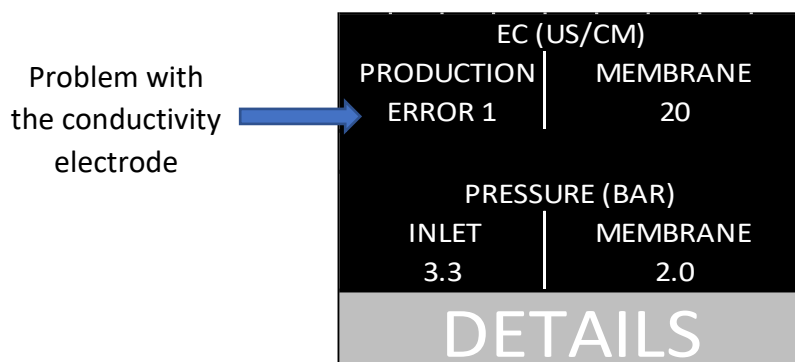 Problem with
the conductivity
electrode
EC (US/CM)
PRODUCTION MEMBRANE
ERROR 1 20
PRESSURE (BAR)
INLET MEMBRANE
3.3 2.0
DETAILS